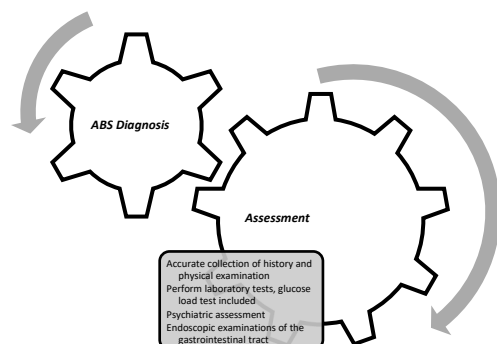 ABS Diagnosis
Assessment
Accurate collection of history and
physical examination
Perform laboratory tests, glucose
load test included
Psychiatric assessment
Endoscopic examinations of the
gastrointestinal tract